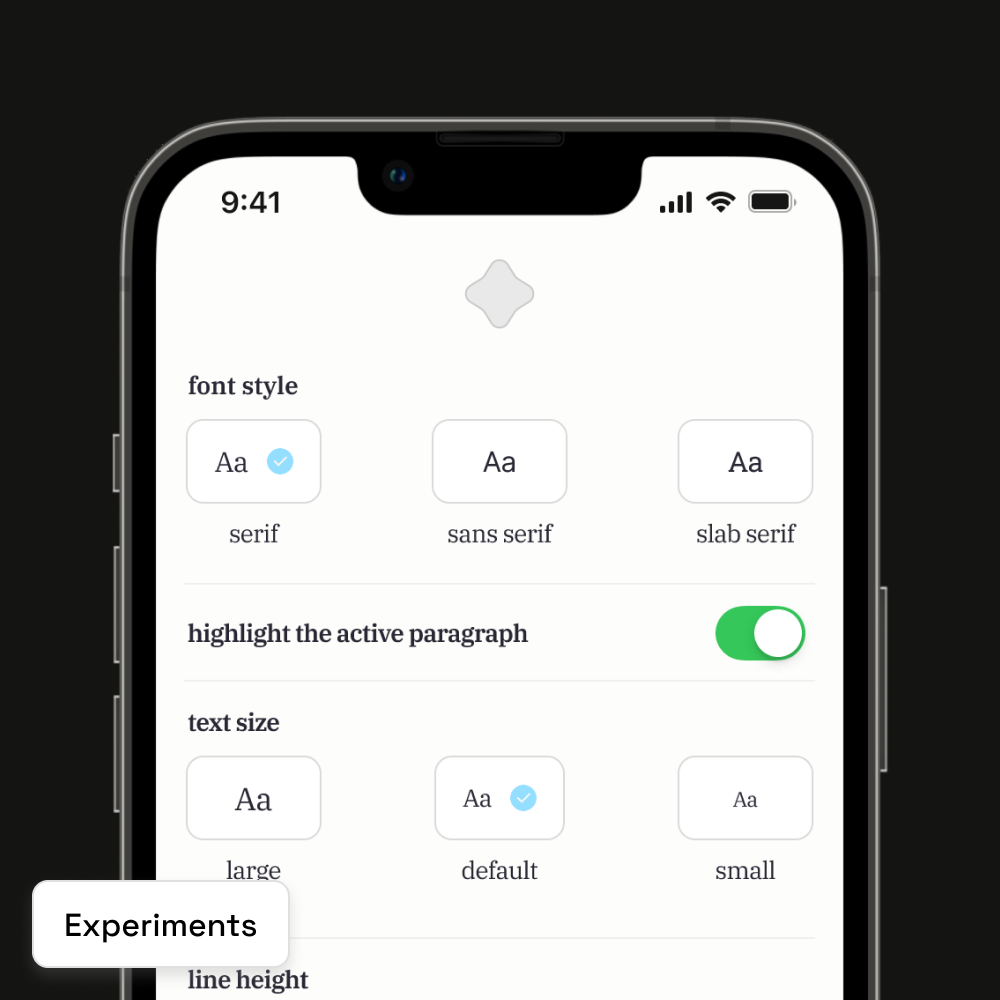 9:41
font style
Aa Aa Aa
serif sans serif slab serif
highlight the active paragraph
text size
Aa Aa Aa
large default small
Experiments
line height